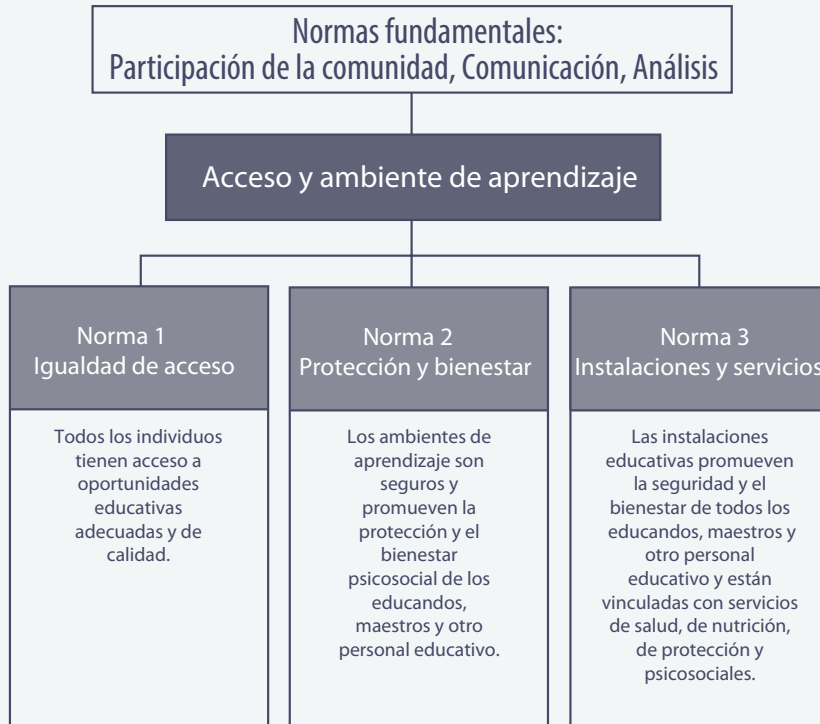 Normas fundamentales:
Participación de la comunidad, Comunicación, Análisis
Acceso y ambiente de aprendizaje
Norma 1
Igualdad de acceso
Todos los individuos
tienen acceso a
oportunidades
educativas
adecuadas y de
calidad.
Norma 2
Protección y bienestar
Los ambientes de
aprendizaje son
seguros y
promueven la
protección y el
bienestar
psicosocial de los
educandos,
maestros y otro
personal educativo.
Norma 3
Instalaciones y servicios
Las instalaciones
educativas promueven
la seguridad y el
bienestar de todos los
educandos, maestros y
otro personal
educativo y están
vinculadas con servicios
de salud, de nutrición,
de protección y
psicosociales.